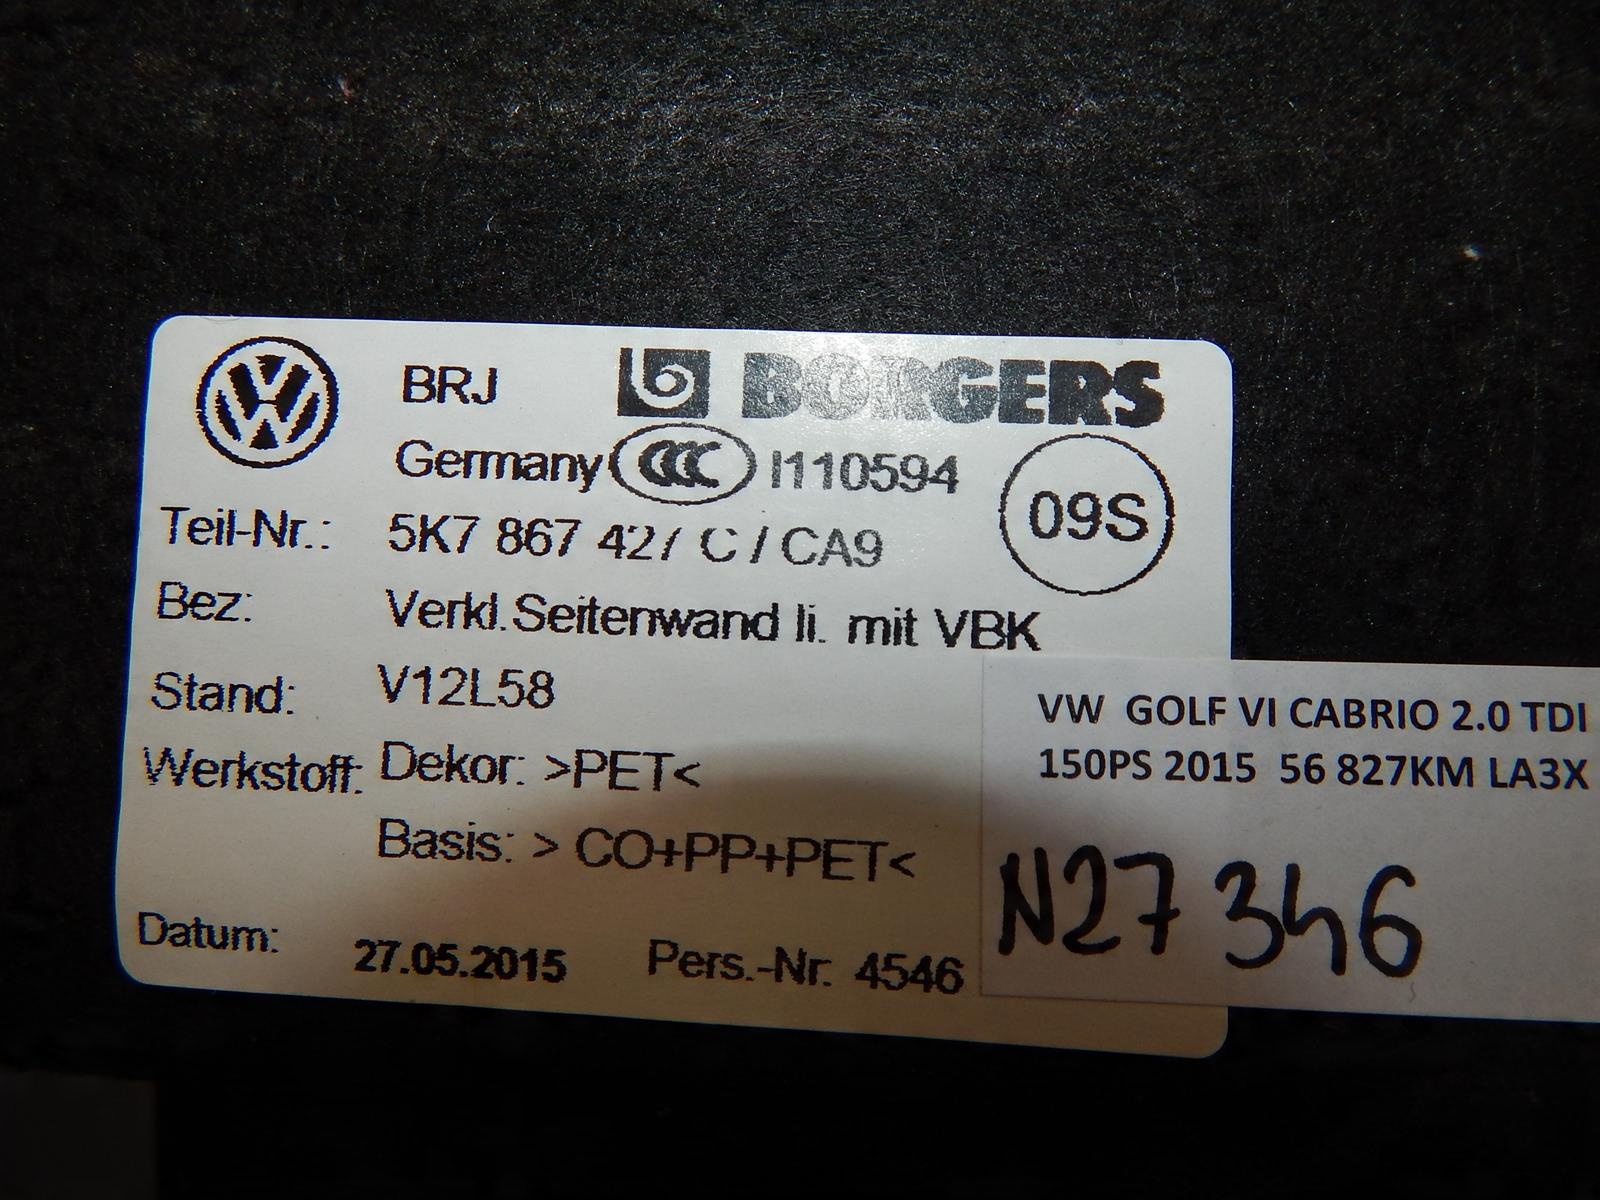 BRJ BORGERS
Germany CCC I110594
09S
Teil-Nr.: 5K7 867 427 C / CA9
Bez: Verkl.Seitenwand li. mit VBK
Stand: V12L58
Werkstoff: Dekor: >PET<
Basis: > CO+PP+PET<
Datum: 27.05.2015 Pers.-Nr. 4546
VW GOLF VI CABRIO 2.0 TDI
150PS 2015 56 827KM LA3X
N27346